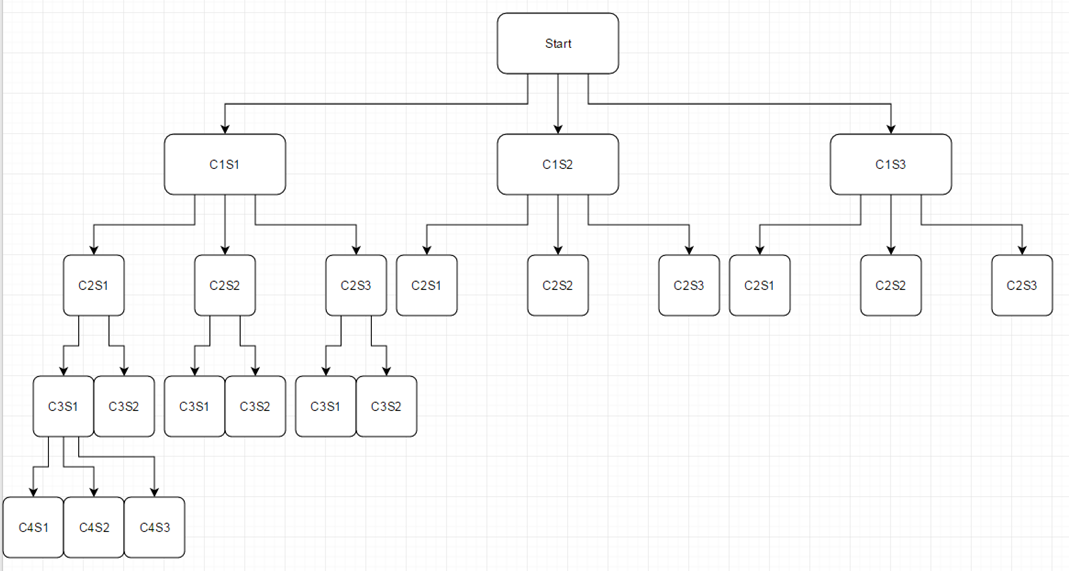 Start
C1S1
C1S2
C1S3
C2S1
C2S2
C2S3
C2S1
C2S2
C2S3
C2S1
C2S2
C2S3
C3S1
C3S2
C3S1
C3S2
C3S1
C3S2
C4S1
C4S2
C4S3